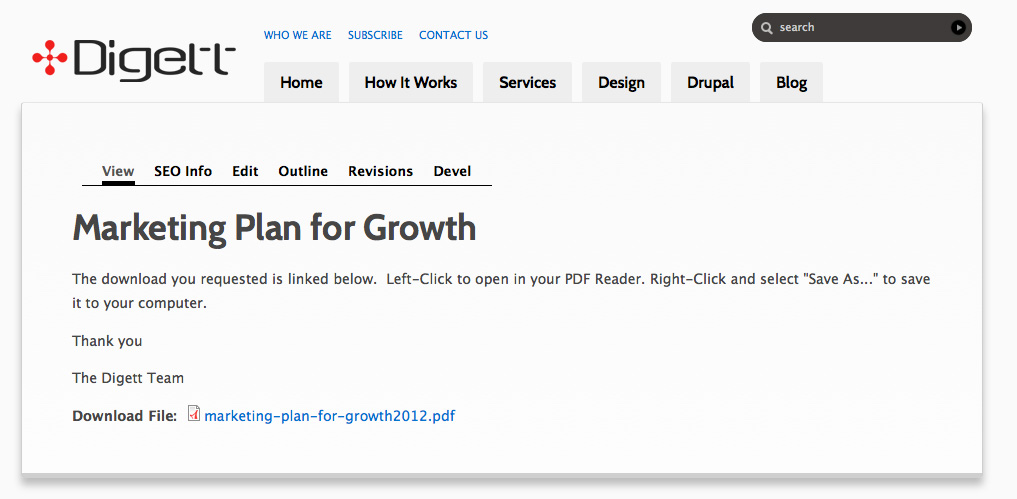 Digett
WHO WE ARE SUBSCRIBE CONTACT US
search
Home How It Works Services Design Drupal Blog
View SEO Info Edit Outline Revisions Devel
Marketing Plan for Growth
The download you requested is linked below.  Left-Click to open in your PDF Reader. Right-Click and select "Save As..." to save
it to your computer.
Thank you
The Digett Team
Download File: marketing-plan-for-growth2012.pdf